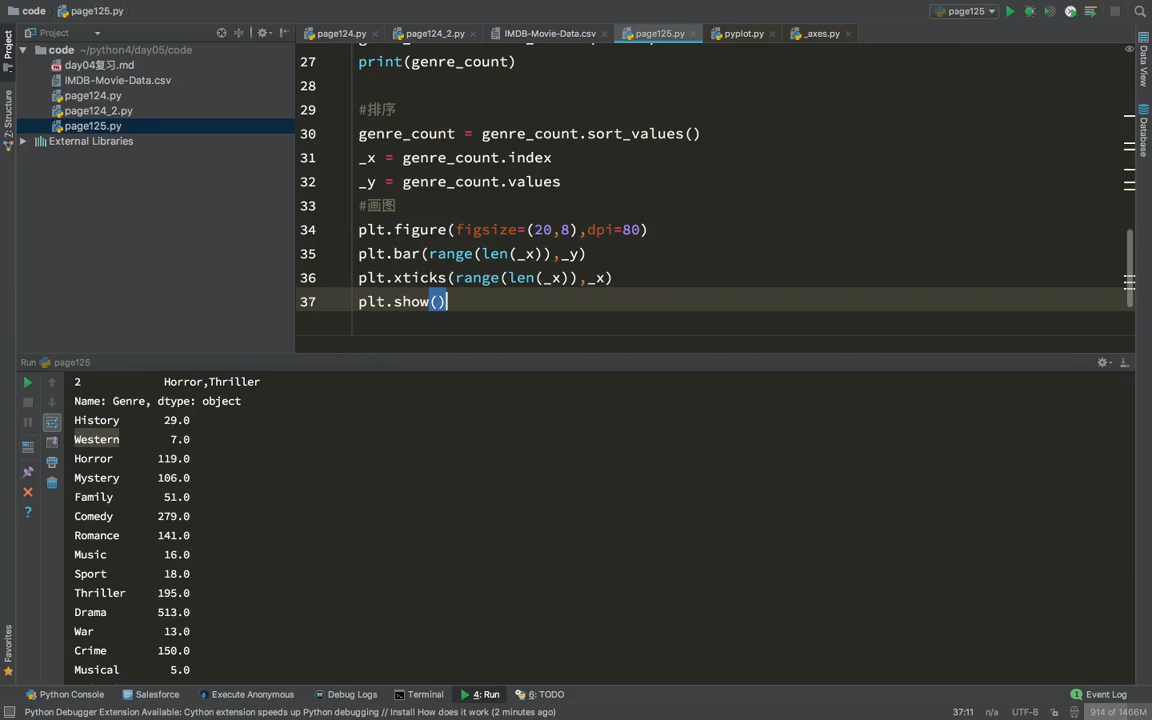 code page125.py
page125
Project
page124.py
page124_2.py
IMDB-Movie-Data.csv
page125.py
pyplot.py
_axes.py
code ~/python4/day05/code
day04复习.md
IMDB-Movie-Data.csv
page124.py
page124_2.py
page125.py
External Libraries
Project
Z: Structure
Favorites
Data View
Database
27 print(genre_count)
28
29 #排序
30 genre_count = genre_count.sort_values()
31 _x = genre_count.index
32 _y = genre_count.values
33 #画图
34 plt.figure(figsize=(20,8),dpi=80)
35 plt.bar(range(len(_x)),_y)
36 plt.xticks(range(len(_x)),_x)
37 plt.show()
Run page125
2 Horror,Thriller
Name: Genre, dtype: object
History 29.0
Western 7.0
Horror 119.0
Mystery 106.0
Family 51.0
Comedy 279.0
Romance 141.0
Music 16.0
Sport 18.0
Thriller 195.0
Drama 513.0
War 13.0
Crime 150.0
Musical 5.0
Python Console Salesforce Execute Anonymous Debug Logs Terminal 4: Run 6: TODO Event Log
Python Debugger Extension Available: Cython extension speeds up Python debugging // Install How does it work (2 minutes ago) 37:11 n/a UTF-8 914 of 1466M